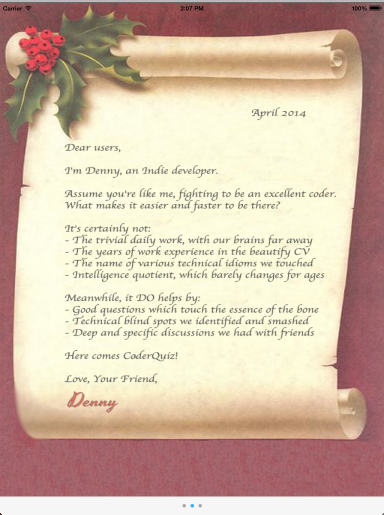 Carrier 2:07 PM 100%
April 2014
Dear users,
I'm Denny, an Indie developer.
Assume you're like me, fighting to be an excellent coder.
What makes it easier and faster to be there?
It's certainly not:
- The trivial daily work, with our brains far away
- The years of work experience in the beautify CV
- The name of various technical idioms we touched
- Intelligence quotient, which barely changes for ages
Meanwhile, it DO helps by:
- Good questions which touch the essence of the bone
- Technical blind spots we identified and smashed
- Deep and specific discussions we had with friends
Here comes CoderQuiz!
Love, Your Friend,
Denny